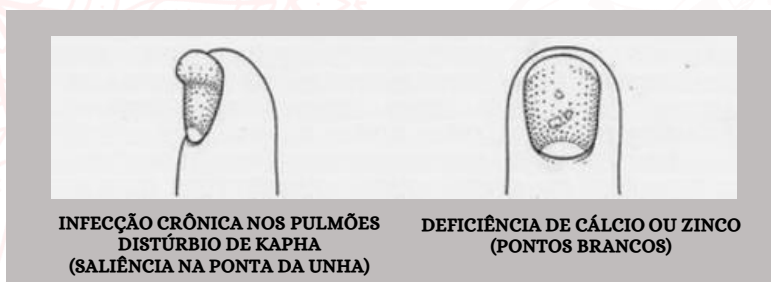 INFECÇÃO CRÔNICA NOS PULMÕES
DISTÚRBIO DE KAPHA
(SALIÊNCIA NA PONTA DA UNHA)
DEFICIÊNCIA DE CÁLCIO OU ZINCO
(PONTOS BRANCOS)